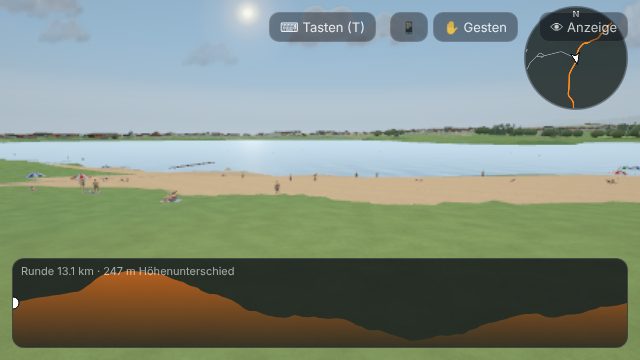 Tasten (T)
Gesten
Anzeige
N
Runde 13.1 km · 247 m Höhenunterschied